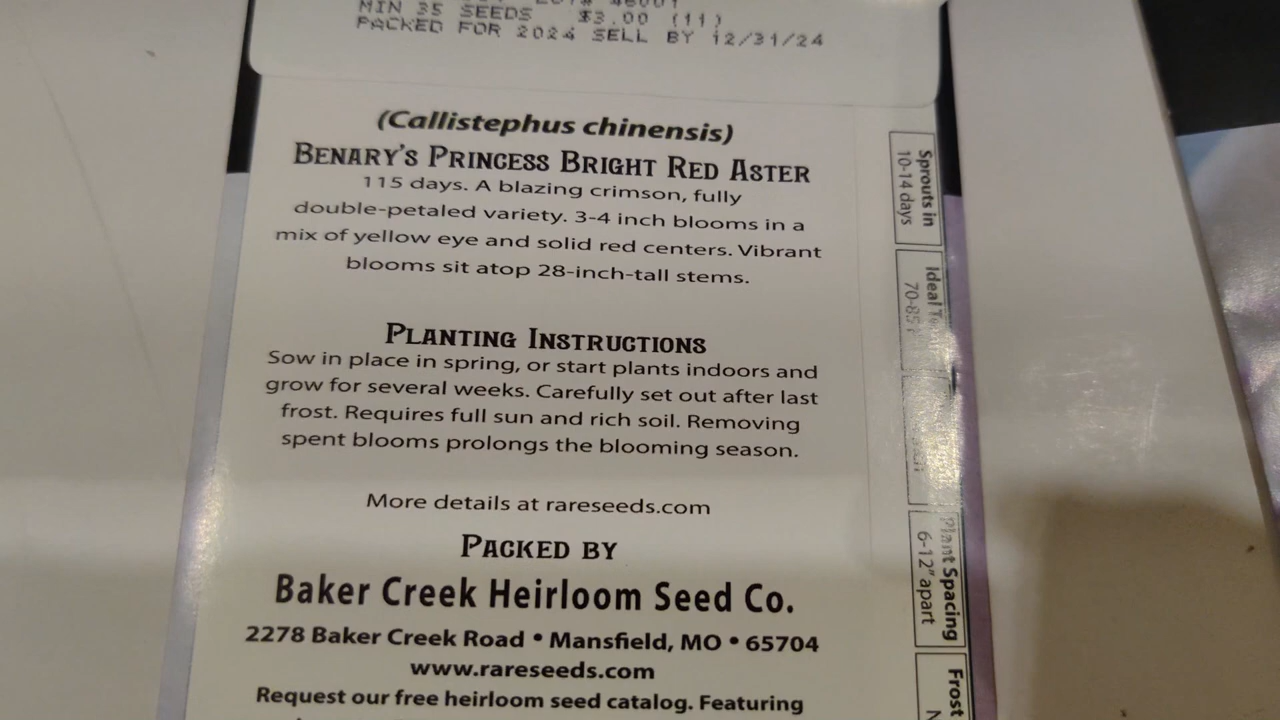 MIN 35 SEEDS $3.00 (11)
PACKED FOR 2024 SELL BY 12/31/24
(Callistephus chinensis)
Benary's Princess Bright Red Aster
115 days. A blazing crimson, fully
double-petaled variety. 3-4 inch blooms in a
mix of yellow eye and solid red centers. Vibrant
blooms sit atop 28-inch-tall stems.
Planting Instructions
Sow in place in spring, or start plants indoors and
grow for several weeks. Carefully set out after last
frost. Requires full sun and rich soil. Removing
spent blooms prolongs the blooming season.
More details at rareseeds.com
Packed by
Baker Creek Heirloom Seed Co.
2278 Baker Creek Road • Mansfield, MO • 65704
www.rareseeds.com
Request our free heirloom seed catalog. Featuring
Sprouts in
10-14 days
Ideal
70-85
Plant Spacing
6-12" apart
Frost